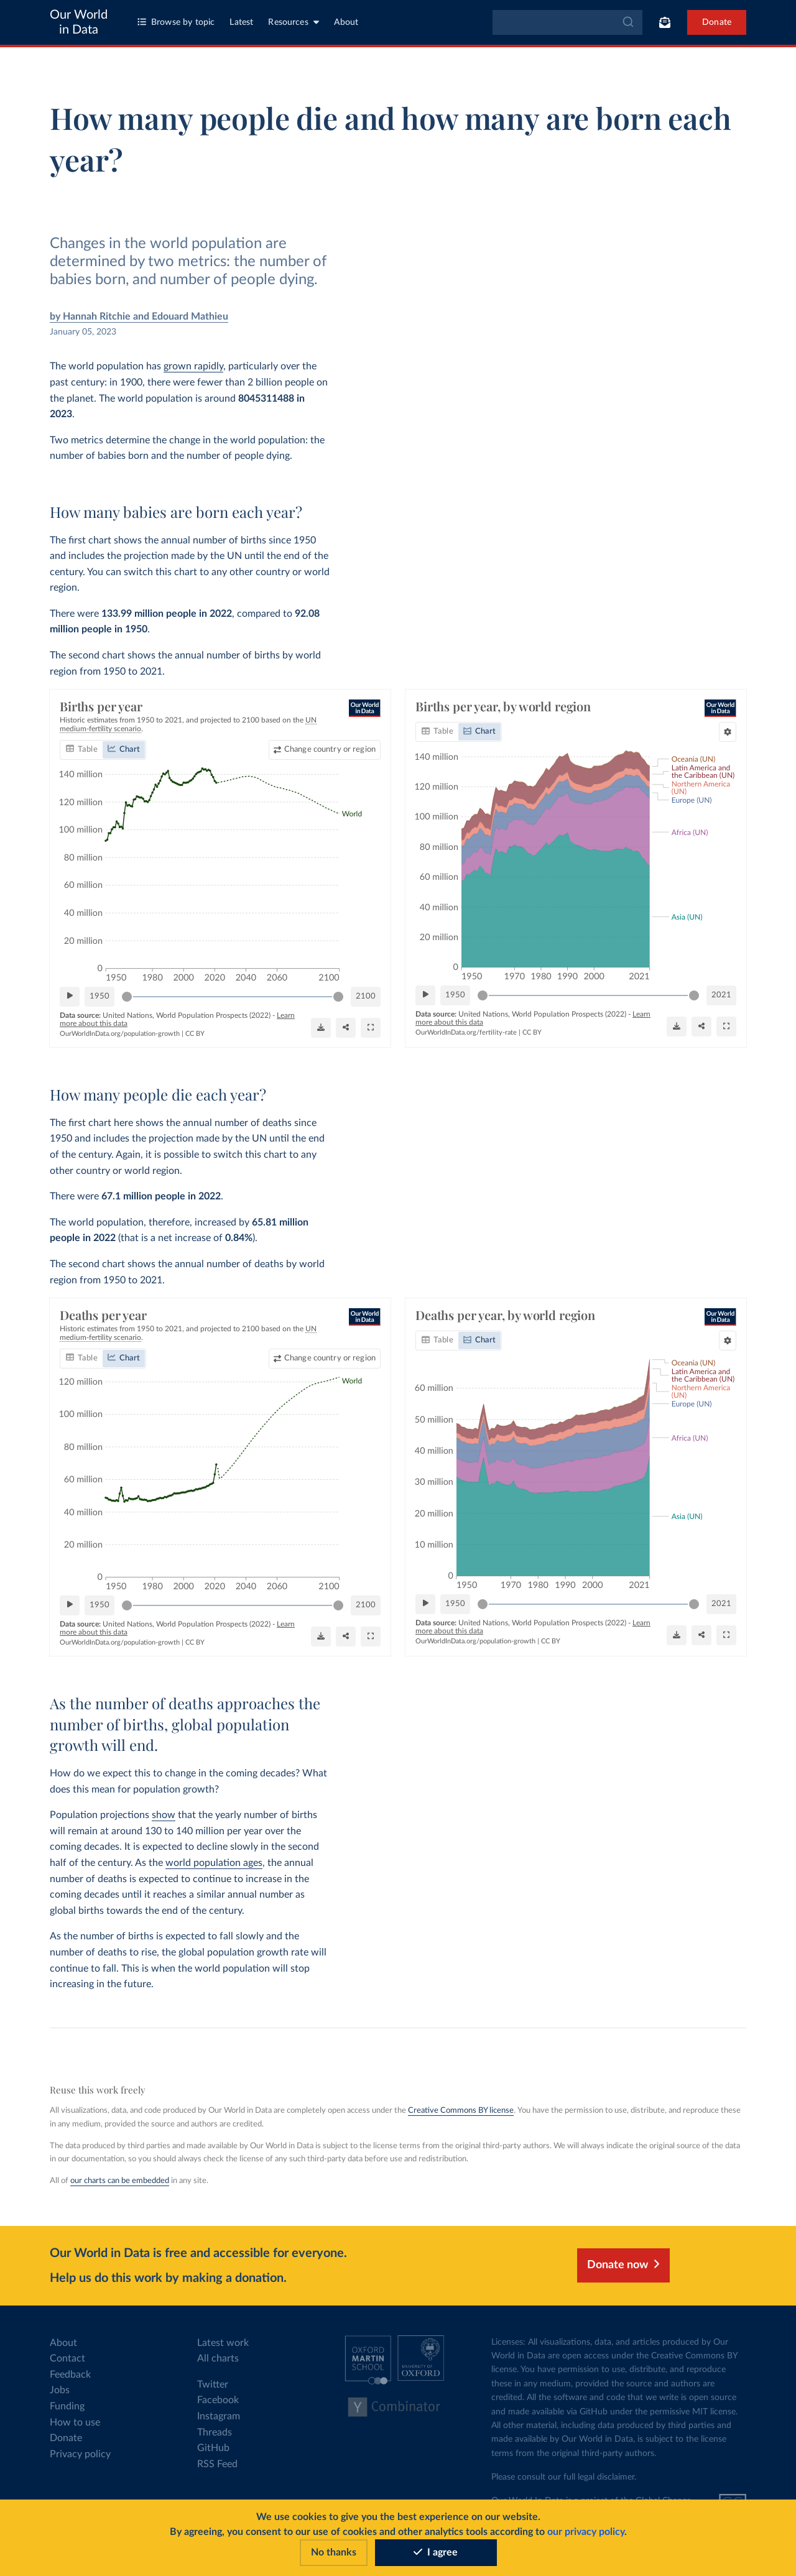 Our World
in Data
Browse by topic
Latest
Resources
About
Donate
How many people die and how many are born each
year?
Changes in the world population are
determined by two metrics: the number of
babies born, and number of people dying.
by Hannah Ritchie and Edouard Mathieu
January 05, 2023
The world population has grown rapidly, particularly over the
past century: in 1900, there were fewer than 2 billion people on
the planet. The world population is around 8045311488 in
2023.
Two metrics determine the change in the world population: the
number of babies born and the number of people dying.
How many babies are born each year?
The first chart shows the annual number of births since 1950
and includes the projection made by the UN until the end of the
century. You can switch this chart to any other country or world
region.
There were 133.99 million people in 2022, compared to 92.08
million people in 1950.
The second chart shows the annual number of births by world
region from 1950 to 2021.
Births per year
Our World
in Data
Historic estimates from 1950 to 2021, and projected to 2100 based on the UN
medium-fertility scenario.
Table
Chart
Change country or region
140 million
120 million
100 million
80 million
60 million
40 million
20 million
0
World
1950 1980 2000 2020 2040 2060 2100
1950
2100
Data source: United Nations, World Population Prospects (2022) - Learn
more about this data
OurWorldInData.org/population-growth | CC BY
Births per year, by world region
Our World
in Data
Table
Chart
140 million
120 million
100 million
80 million
60 million
40 million
20 million
0
Oceania (UN)
Latin America and
the Caribbean (UN)
Northern America
(UN)
Europe (UN)
Africa (UN)
Asia (UN)
1950 1970 1980 1990 2000 2021
1950
2021
Data source: United Nations, World Population Prospects (2022) - Learn
more about this data
OurWorldInData.org/fertility-rate | CC BY
How many people die each year?
The first chart here shows the annual number of deaths since
1950 and includes the projection made by the UN until the end
of the century. Again, it is possible to switch this chart to any
other country or world region.
There were 67.1 million people in 2022.
The world population, therefore, increased by 65.81 million
people in 2022 (that is a net increase of 0.84%).
The second chart shows the annual number of deaths by world
region from 1950 to 2021.
Deaths per year
Our World
in Data
Historic estimates from 1950 to 2021, and projected to 2100 based on the UN
medium-fertility scenario.
Table
Chart
Change country or region
120 million
100 million
80 million
60 million
40 million
20 million
0
World
1950 1980 2000 2020 2040 2060 2100
1950
2100
Data source: United Nations, World Population Prospects (2022) - Learn
more about this data
OurWorldInData.org/population-growth | CC BY
Deaths per year, by world region
Our World
in Data
Table
Chart
60 million
50 million
40 million
30 million
20 million
10 million
0
Oceania (UN)
Latin America and
the Caribbean (UN)
Northern America
(UN)
Europe (UN)
Africa (UN)
Asia (UN)
1950 1970 1980 1990 2000 2021
1950
2021
Data source: United Nations, World Population Prospects (2022) - Learn
more about this data
OurWorldInData.org/population-growth | CC BY
As the number of deaths approaches the
number of births, global population
growth will end.
How do we expect this to change in the coming decades? What
does this mean for population growth?
Population projections show that the yearly number of births
will remain at around 130 to 140 million per year over the
coming decades. It is expected to decline slowly in the second
half of the century. As the world population ages, the annual
number of deaths is expected to continue to increase in the
coming decades until it reaches a similar annual number as
global births towards the end of the century.
As the number of births is expected to fall slowly and the
number of deaths to rise, the global population growth rate will
continue to fall. This is when the world population will stop
increasing in the future.
Reuse this work freely
All visualizations, data, and code produced by Our World in Data are completely open access under the Creative Commons BY license. You have the permission to use, distribute, and reproduce these
in any medium, provided the source and authors are credited.
The data produced by third parties and made available by Our World in Data is subject to the license terms from the original third-party authors. We will always indicate the original source of the data
in our documentation, so you should always check the license of any such third-party data before use and redistribution.
All of our charts can be embedded in any site.
Our World in Data is free and accessible for everyone.
Help us do this work by making a donation.
Donate now
About
Contact
Feedback
Jobs
Funding
How to use
Donate
Privacy policy
Latest work
All charts
Twitter
Facebook
Instagram
Threads
GitHub
RSS Feed
OXFORD
MARTIN
SCHOOL
UNIVERSITY OF
OXFORD
Y Combinator
Licenses: All visualizations, data, and articles produced by Our
World in Data are open access under the Creative Commons BY
license. You have permission to use, distribute, and reproduce
these in any medium, provided the source and authors are
credited. All the software and code that we write is open source
and made available via GitHub under the permissive MIT license.
All other material, including data produced by third parties and
made available by Our World in Data, is subject to the license
terms from the original third-party authors.
Please consult our full legal disclaimer.
Our World In Data is a project of the Global Change
We use cookies to give you the best experience on our website.
By agreeing, you consent to our use of cookies and other analytics tools according to our privacy policy.
No thanks
I agree